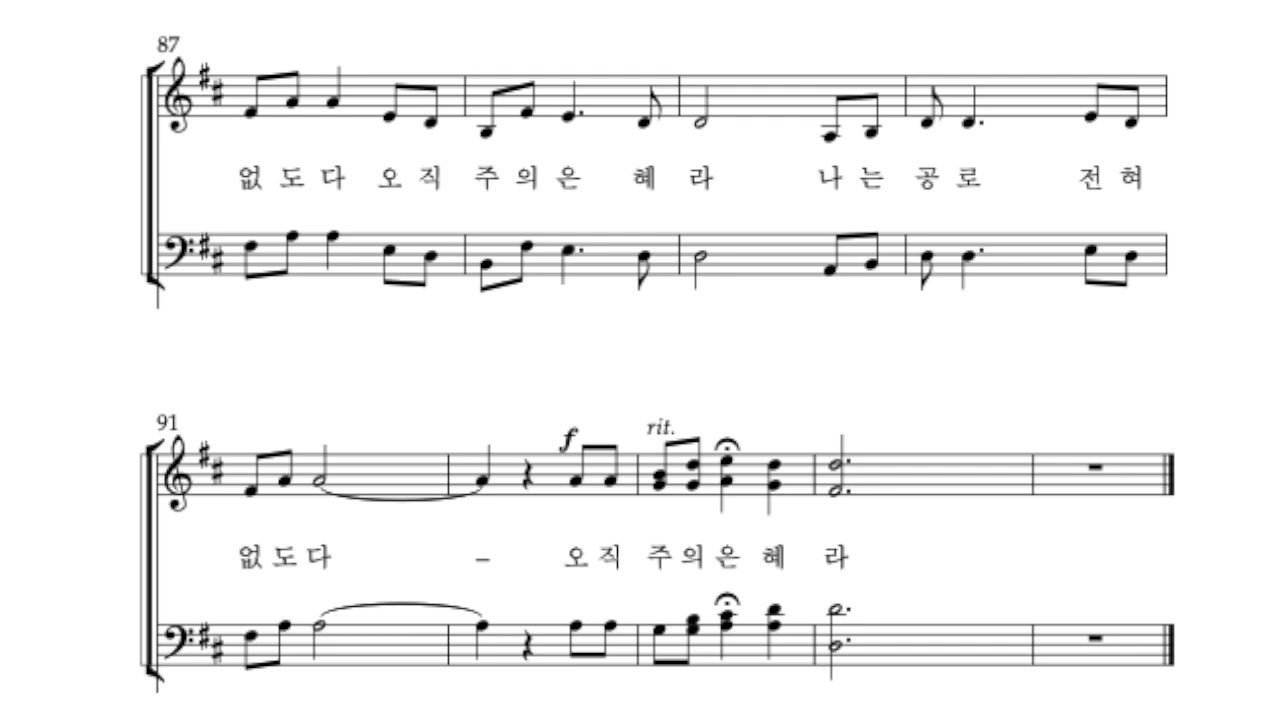 87
없 도 다 오 직 주 의 은 혜 라 나 는 공 로 전 혀
91
f rit.
없 도 다 – 오 직 주 의 은 혜 라